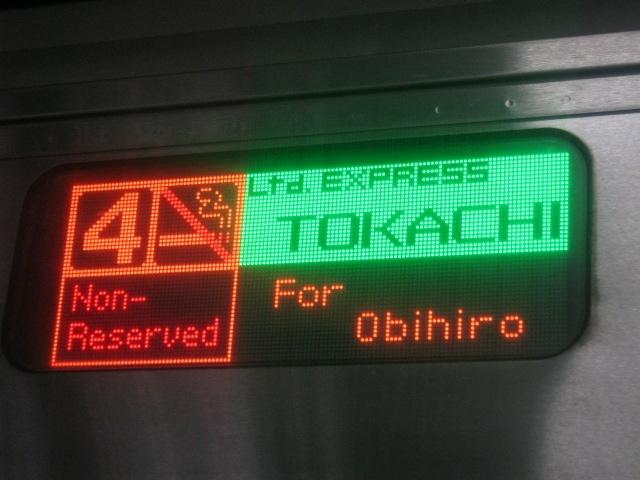 4
Ltd. EXPRESS
TOKACHI
Non-
Reserved
For
Obihiro